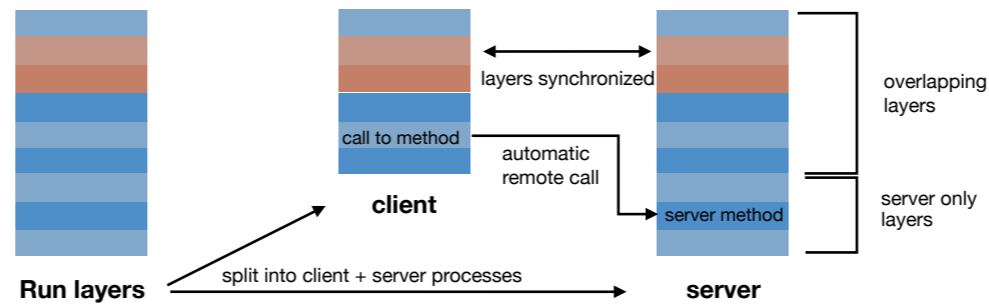 layers synchronized
overlapping
layers
call to method
automatic
remote call
client
server method
server only
layers
split into client + server processes
Run layers
server